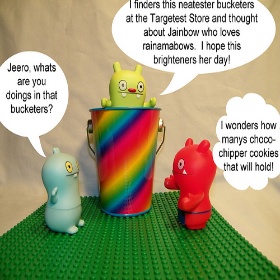 I finders this neatester bucketers
at the Targetest Store and thought
about Jainbow who loves
rainamabows.  I hope this
brighteners her day!
Jeero, whats
are you
doings in that
bucketers?
I wonders how
manys choco-
chipper cookies
that will hold!